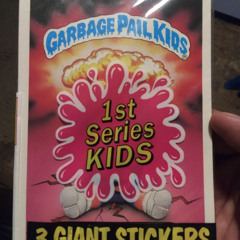 GARBAGE PAIL KIDS
1st
Series
KIDS
3 GIANT STICKERS